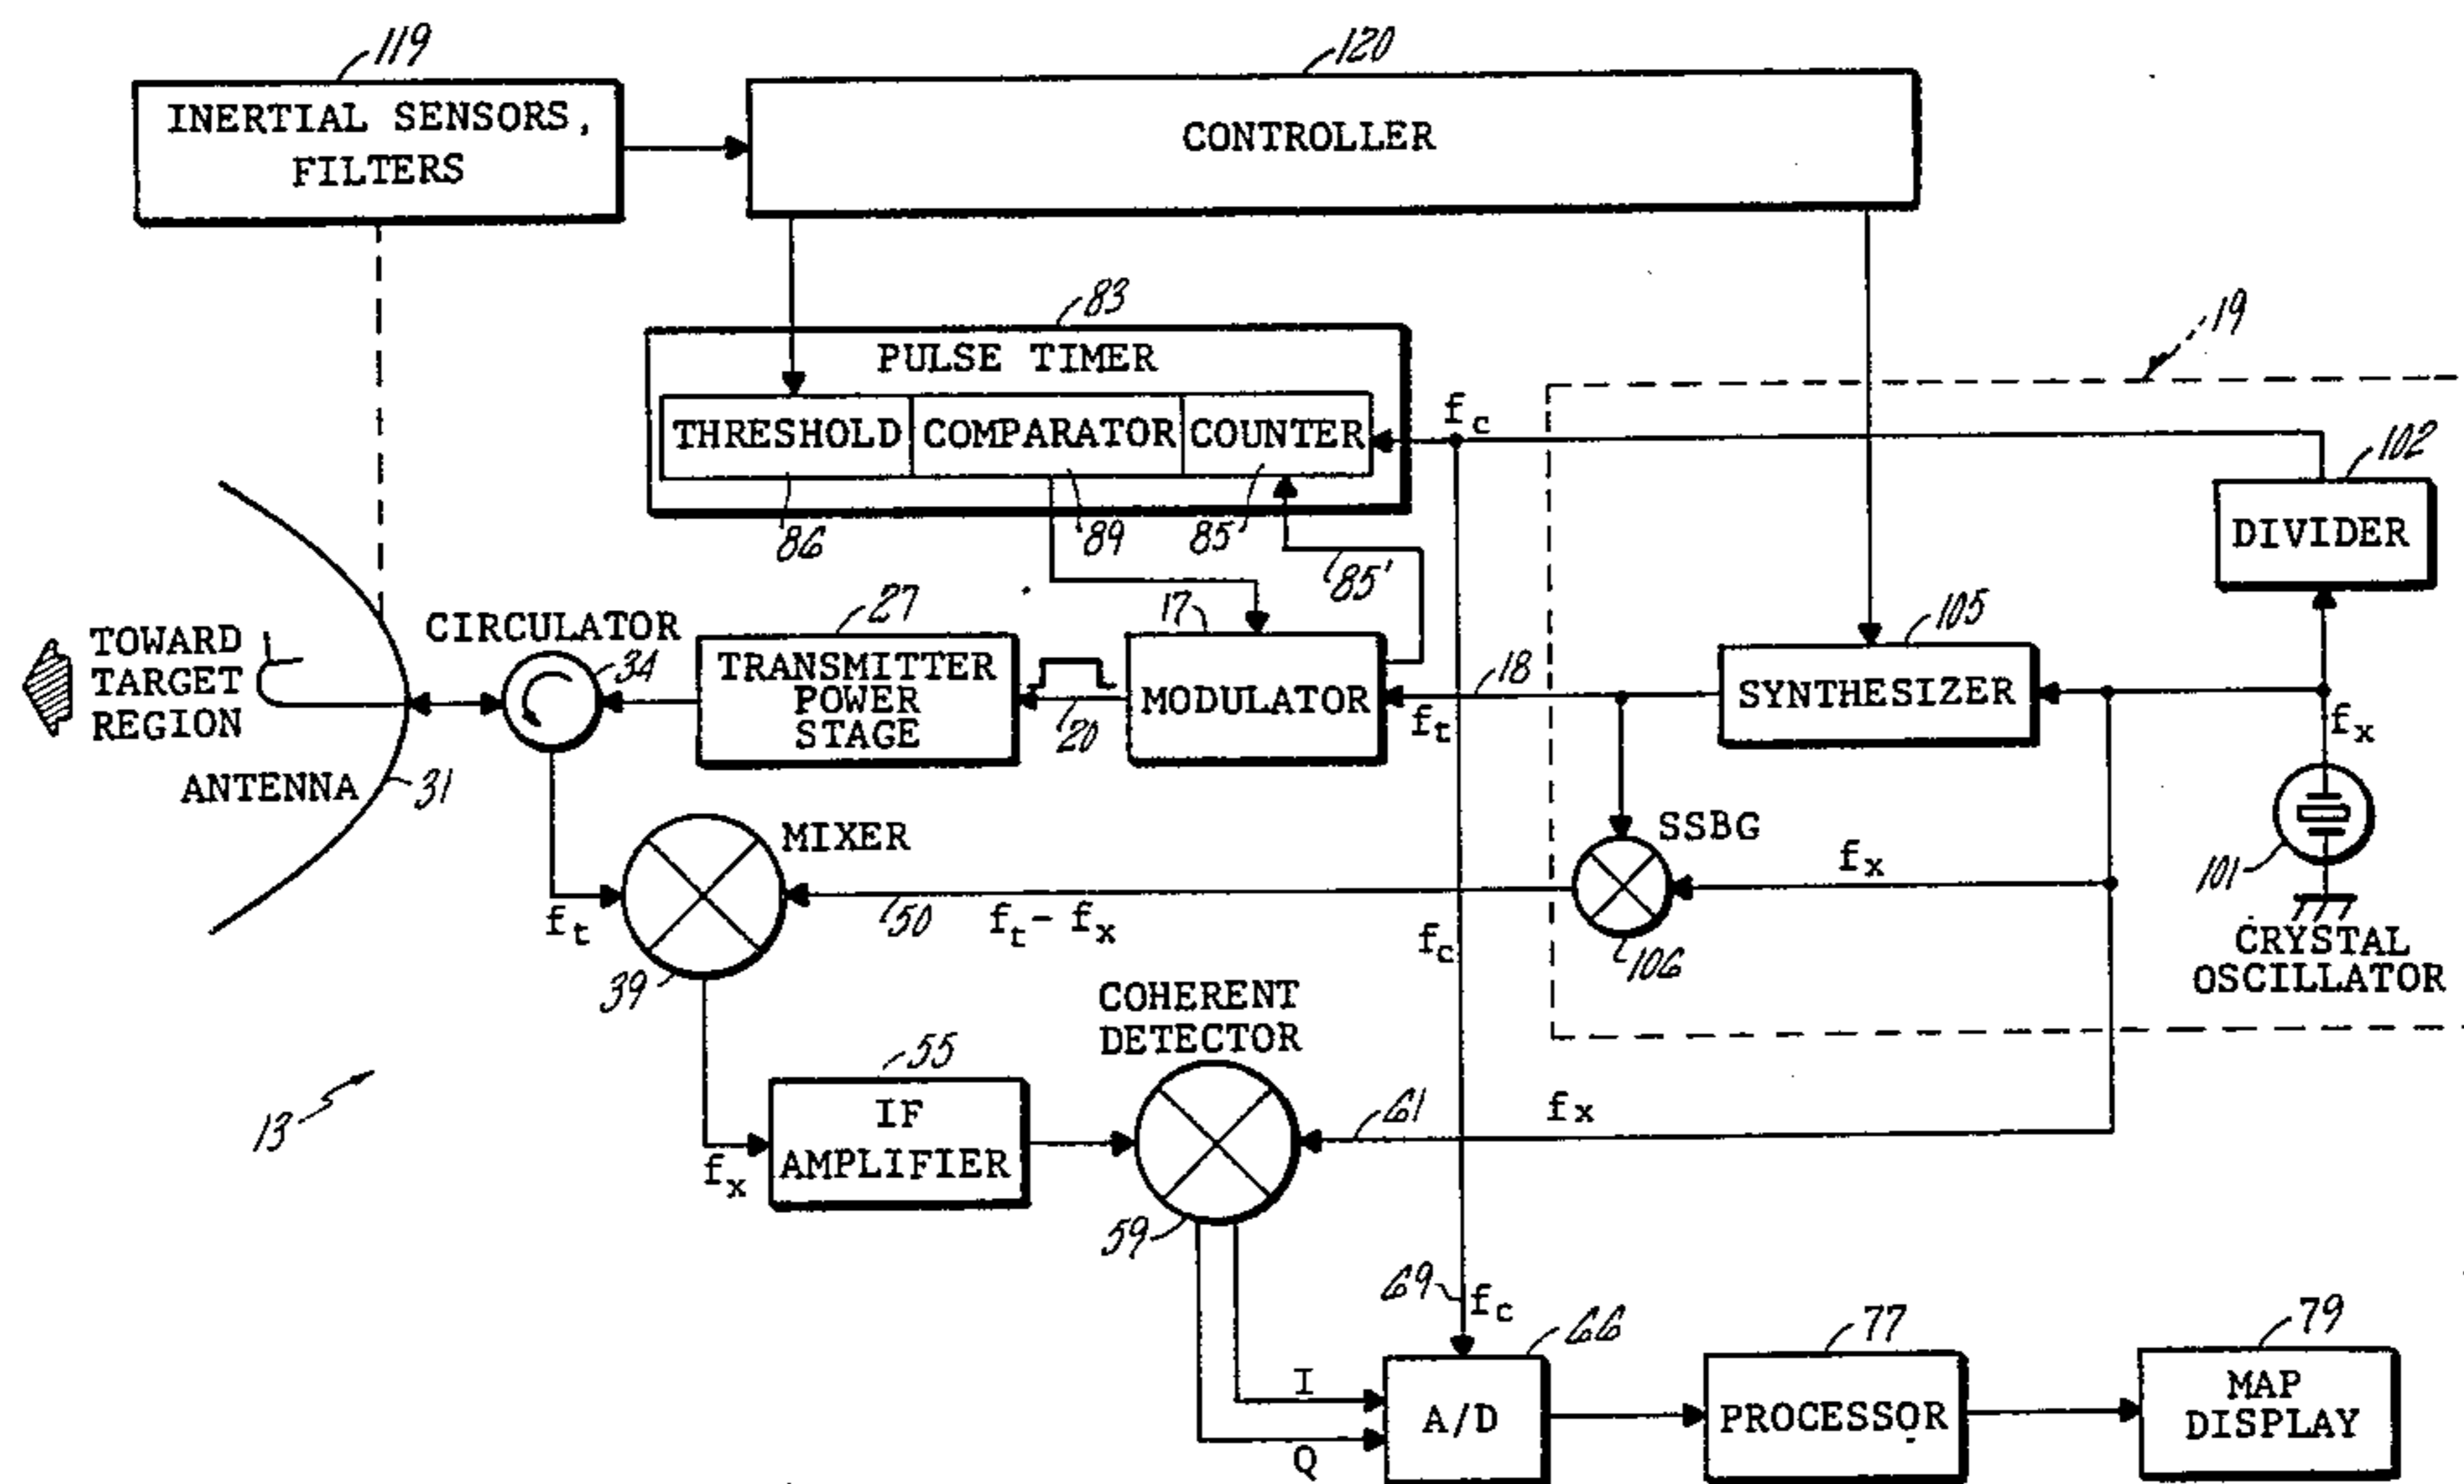 119
120
INERTIAL SENSORS,
FILTERS
CONTROLLER
83
19
PULSE TIMER
THRESHOLD
COMPARATOR
COUNTER
fc
102
86
89
85'
85'
DIVIDER
TOWARD
TARGET
REGION
CIRCULATOR
34
27
TRANSMITTER
POWER
STAGE
20
17
MODULATOR
18
ft
105
SYNTHESIZER
fx
ANTENNA
31
MIXER
SSBG
fx
101
ft
50
ft - fx
fc
106
CRYSTAL
OSCILLATOR
39
COHERENT
DETECTOR
13
55
IF
AMPLIFIER
fx
61
fx
59
69
fc
66
77
79
I
Q
A/D
PROCESSOR
MAP
DISPLAY